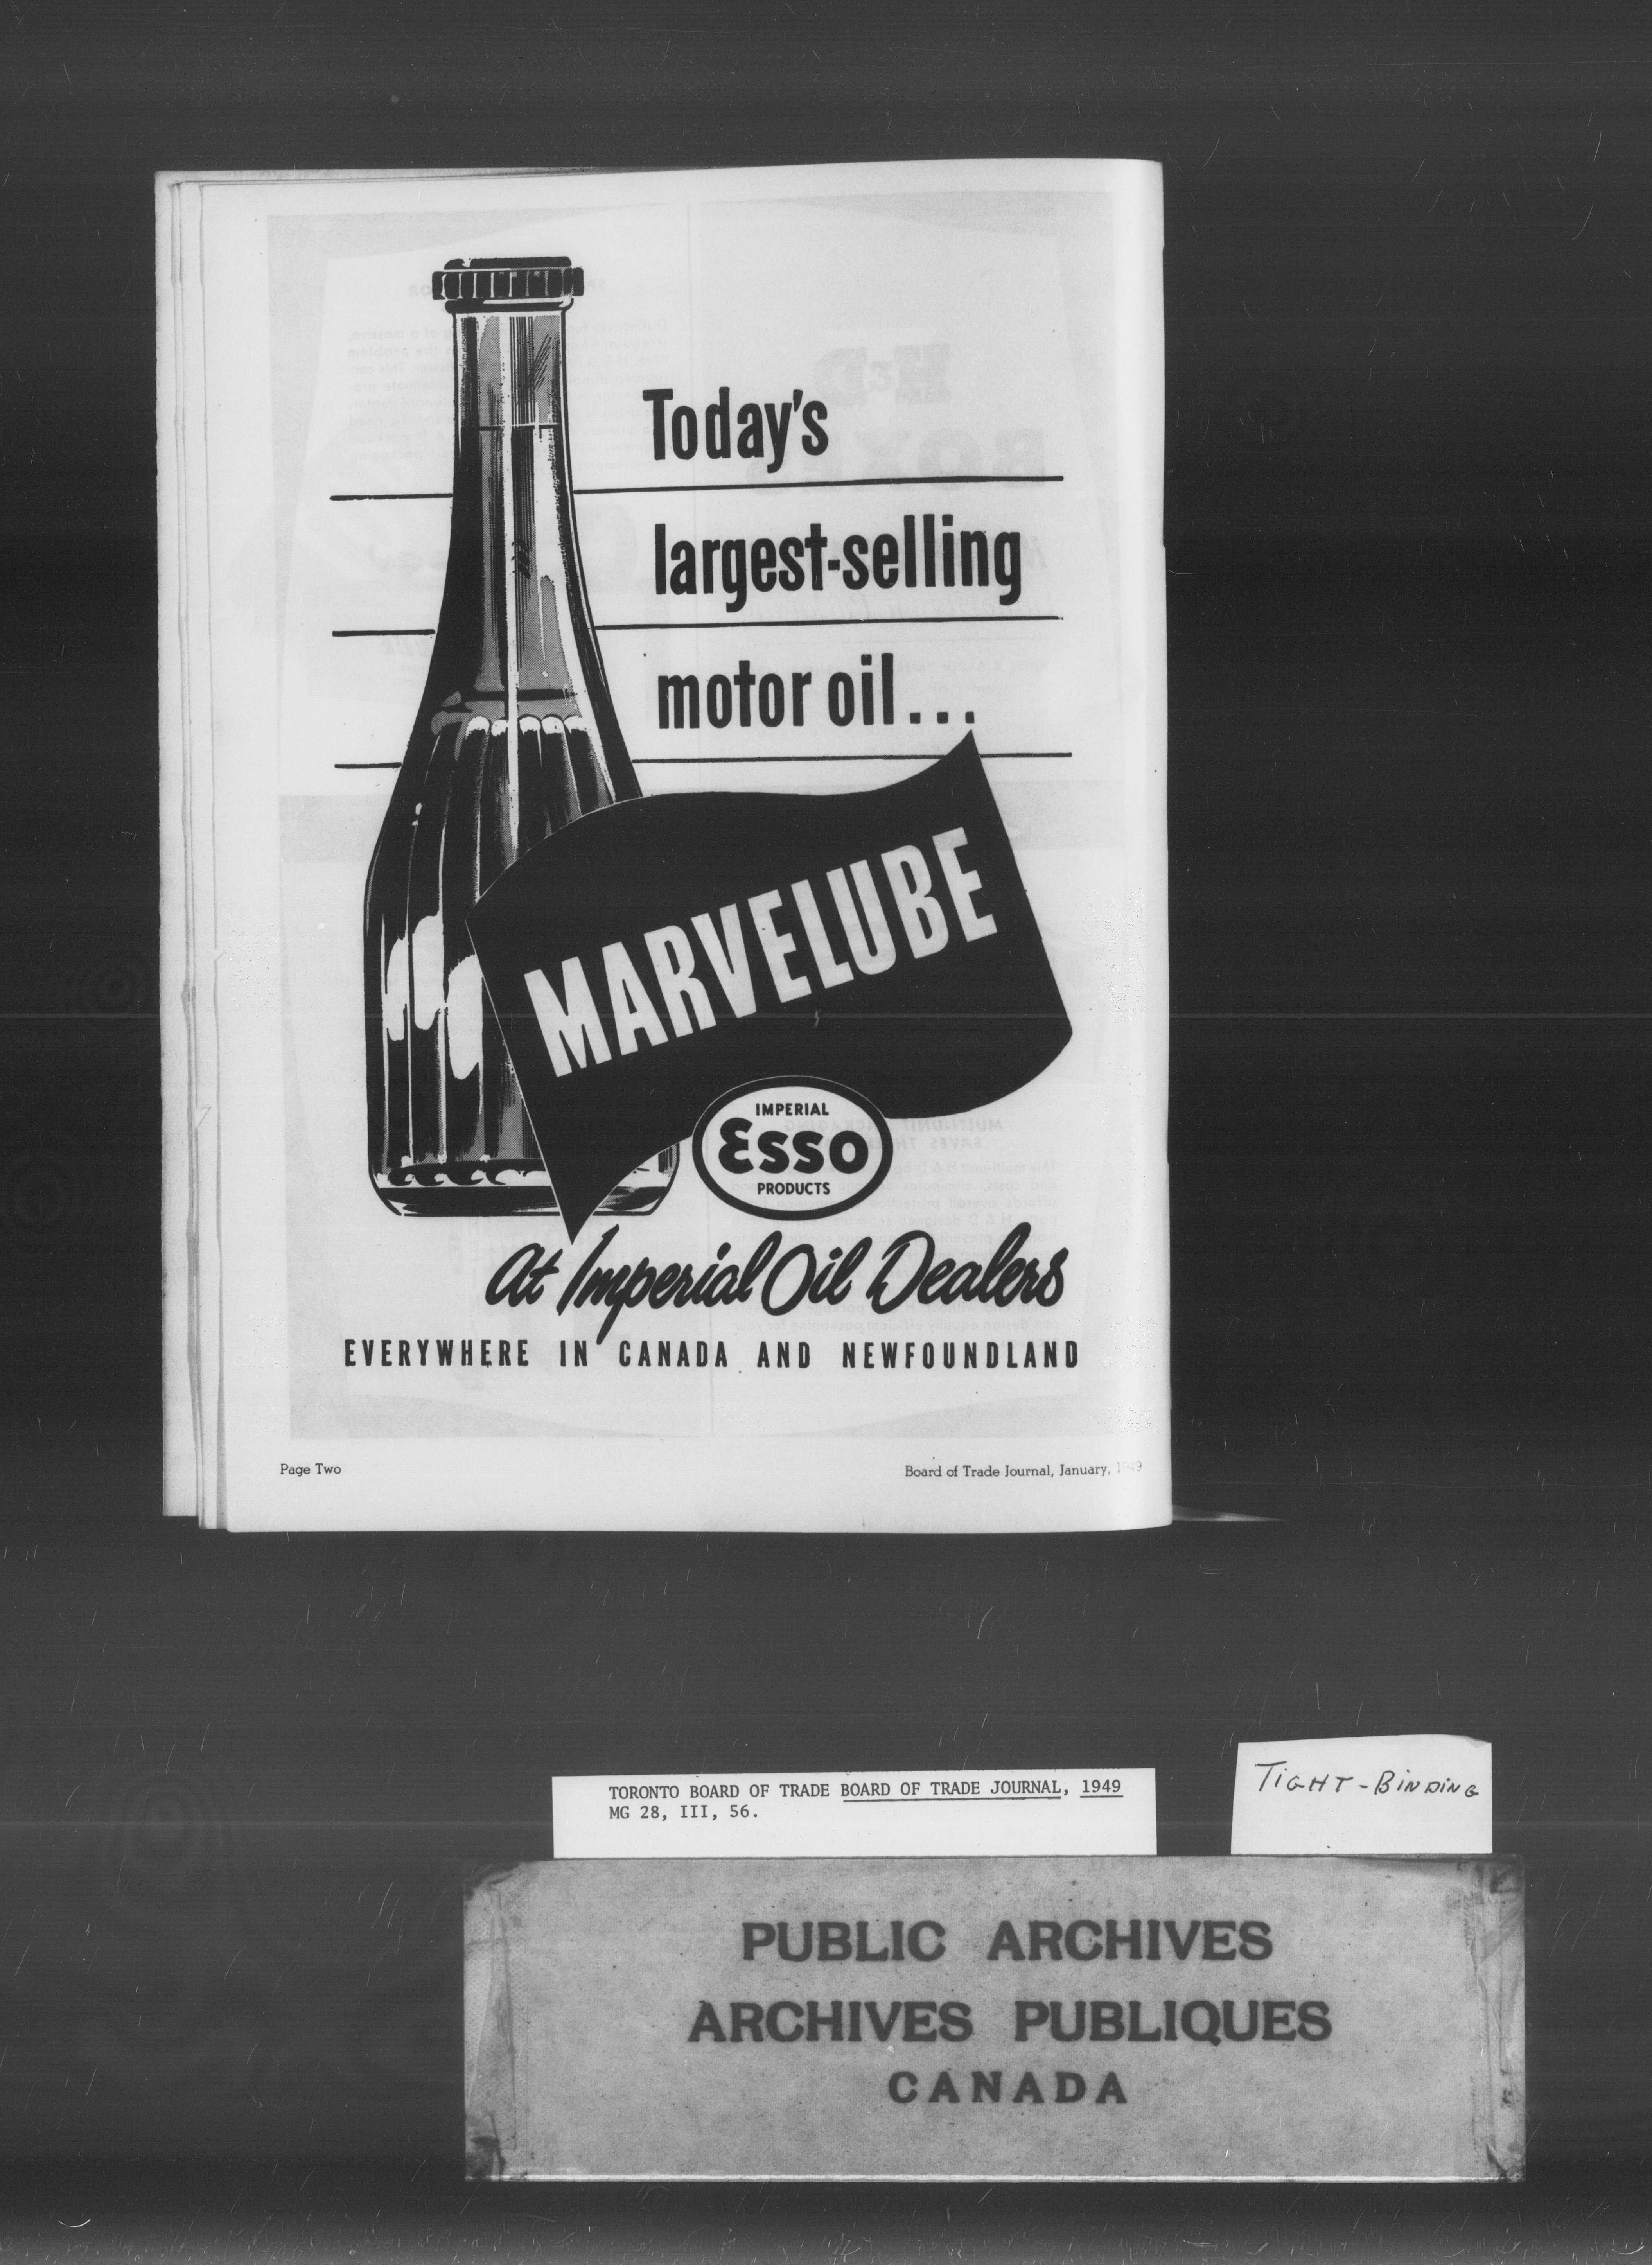 Today's
largest-selling
motor oil...
MARVELUBE
IMPERIAL
Esso
PRODUCTS
At Imperial Oil Dealers
EVERYWHERE IN CANADA AND NEWFOUNDLAND
Page Two
Board of Trade Journal, January, 1949
TORONTO BOARD OF TRADE BOARD OF TRADE JOURNAL, 1949
MG 28, III, 56.
TIGHT-BINDING
PUBLIC ARCHIVES
ARCHIVES PUBLIQUES
CANADA